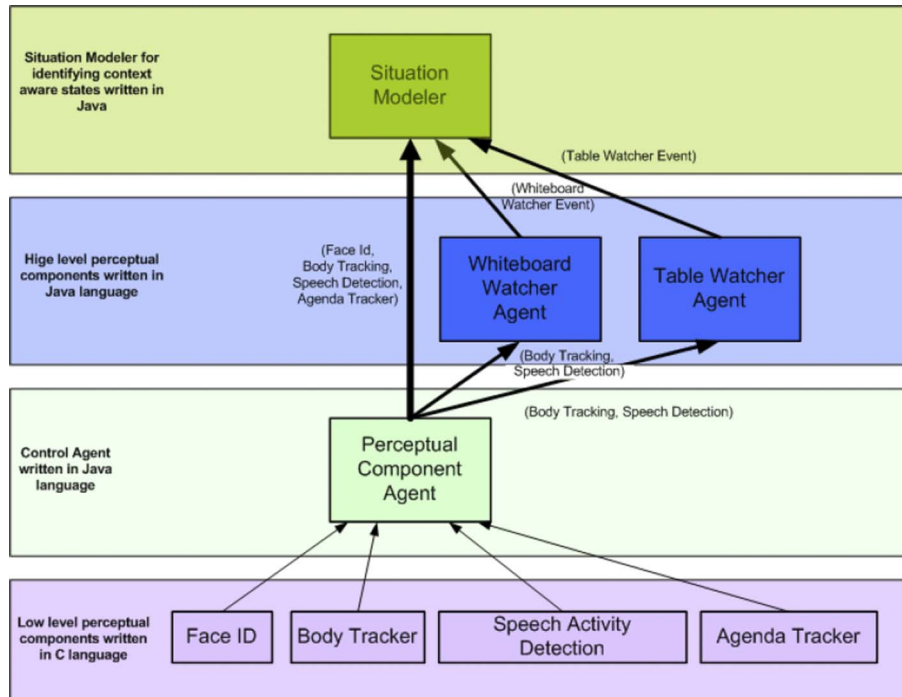 Situation Modeler for
identifying context
aware states written in
Java
Situation
Modeler
(Table Watcher Event)
(Whiteboard
Watcher Event)
Hige level perceptual
components written in
Java language
(Face Id,
Body Tracking,
Speech Detection,
Agenda Tracker)
Whiteboard
Watcher
Agent
Table Watcher
Agent
(Body Tracking,
Speech Detection)
(Body Tracking, Speech Detection)
Control Agent
written in Java
language
Perceptual
Component
Agent
Low level perceptual
components written
in C language
Face ID
Body Tracker
Speech Activity
Detection
Agenda Tracker